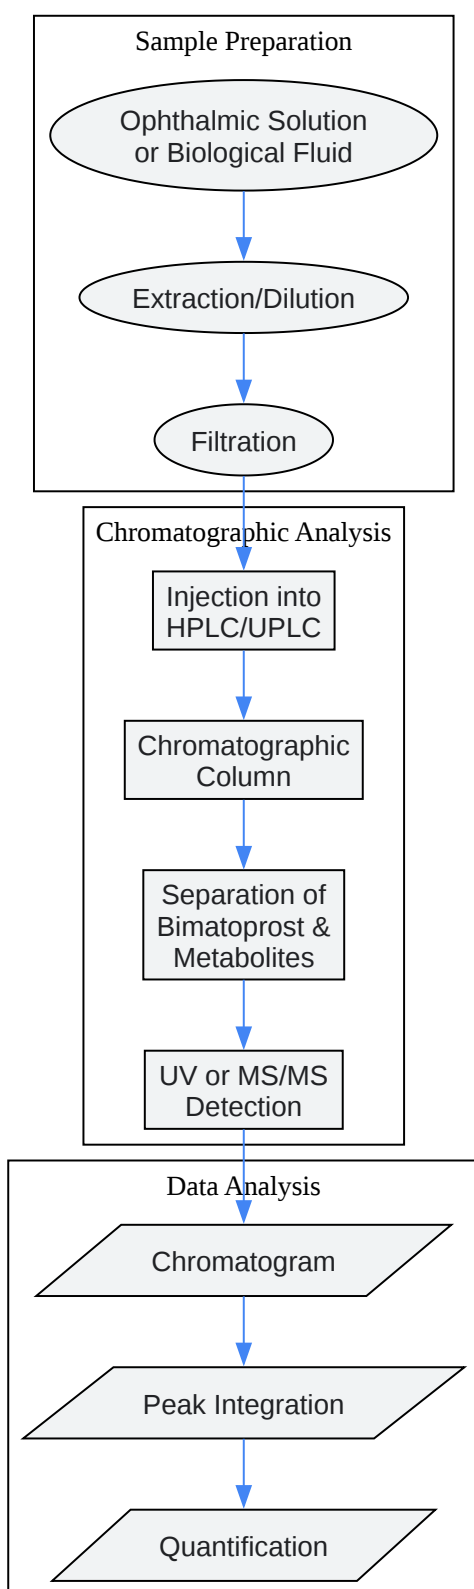 Sample Preparation
Ophthalmic Solution
or Biological Fluid
Extraction/Dilution
Filtration
Chromatographic Analysis
Injection into
HPLC/UPLC
Chromatographic
Column
Separation of
Bimatoprost &
Metabolites
UV or MS/MS
Detection
Data Analysis
Chromatogram
Peak Integration
Quantification